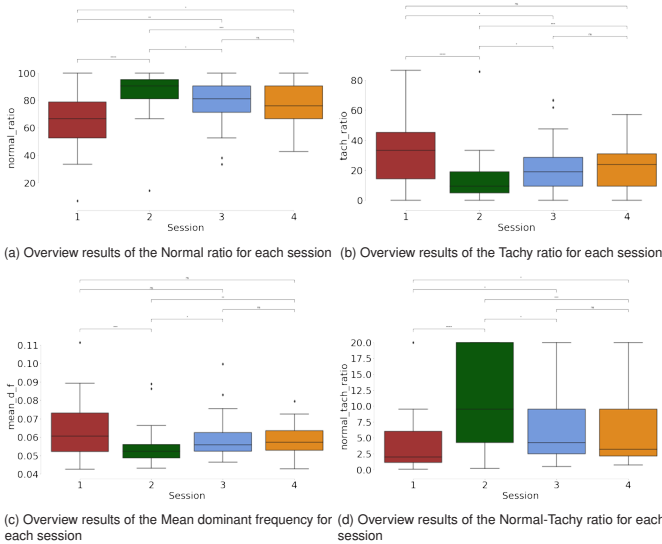 100
80
60
40
20
normal_ratio
1 2 3 4
Session
(a) Overview results of the Normal ratio for each session
80
60
40
20
0
tach_ratio
1 2 3 4
Session
(b) Overview results of the Tachy ratio for each session
0.11
0.10
0.09
0.08
0.07
0.06
0.05
0.04
mean_d_f
1 2 3 4
Session
(c) Overview results of the Mean dominant frequency for
each session
20.0
17.5
15.0
12.5
10.0
7.5
5.0
2.5
0.0
normal_tach_ratio
1 2 3 4
Session
(d) Overview results of the Normal-Tachy ratio for each
session